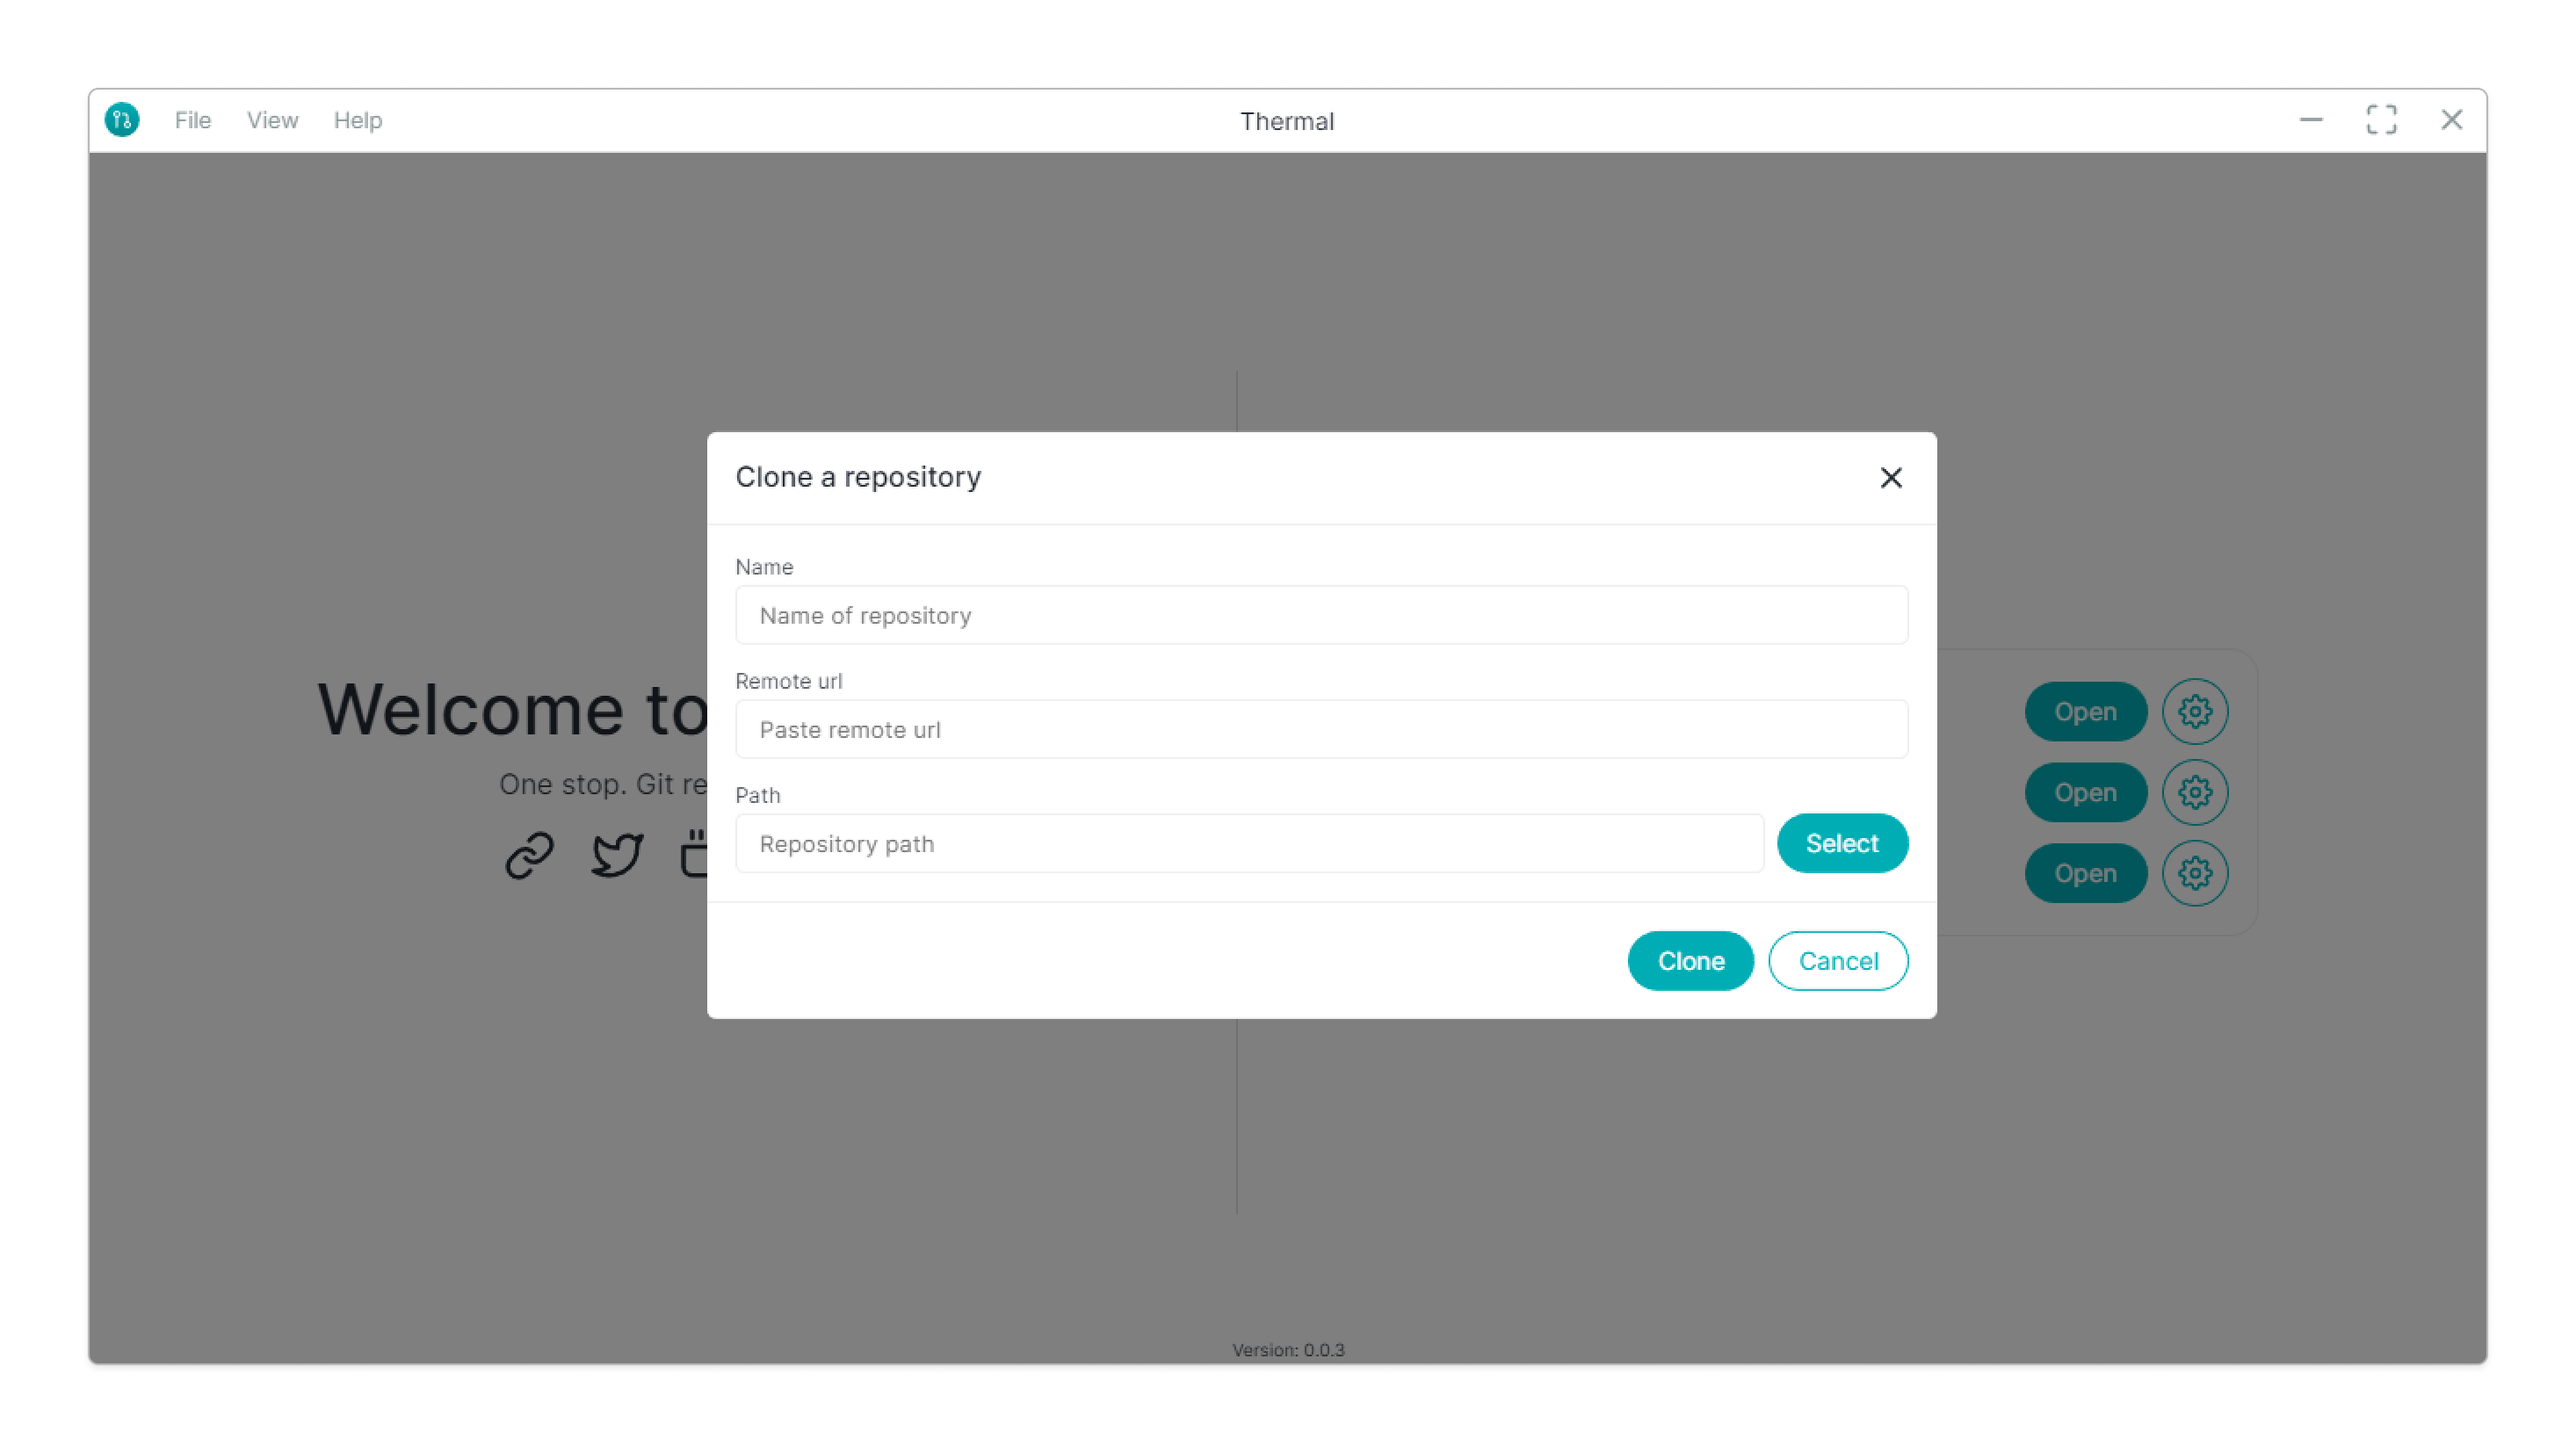 File View Help
Thermal
Clone a repository
Name
Name of repository
Remote url
Paste remote url
Path
Repository path
Select
Clone
Cancel
Welcome to
One stop. Git re
Open
Open
Open
Version: 0.0.3